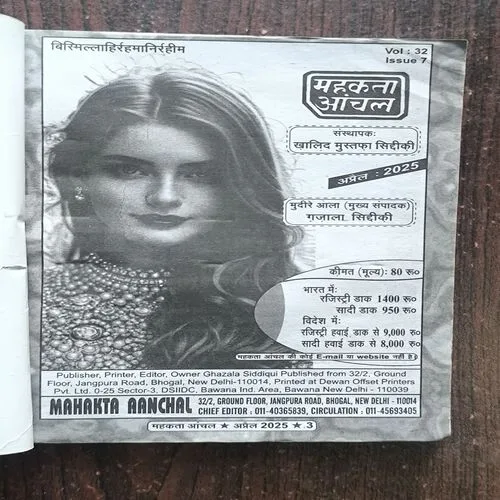 बिस्मिल्लाहिर्रहमानिर्रहीम
Vol : 32
Issue 7
महकता
आंचल
संस्थापकः
खालिद मुस्तफा सिद्दीकी
अप्रैल : 2025
मुदीरे आला (मुख्य संपादक)
गज़ाला सिद्दीकी
कीमत (मूल्य): 80 रू०
भारत में:
रजिस्ट्री डाक 1400 रू०
सादी डाक 950 रू०
विदेश में:
रजिस्ट्री हवाई डाक से 9,000 रू०
सादी हवाई डाक से 8,000 रू०
महकता आंचल की कोई E-mail या website नहीं है।
Publisher, Printer, Editor, Owner Ghazala Siddiqui Published from 32/2, Ground
Floor, Jangpura Road, Bhogal, New Delhi-110014, Printed at Dewan Offset Printers
Pvt. Ltd. 0-25 Sector-3, DSIIDC, Bawana Ind. Area, Bawana New Delhi - 110039
MAHAKTA AANCHAL 32/2, GROUND FLOOR, JANGPURA ROAD, BHOGAL, NEW DELHI - 110014
CHIEF EDITOR : 011-40365839, CIRCULATION : 011-45693405
महकता आंचल ★ अप्रैल 2025 ★ 3